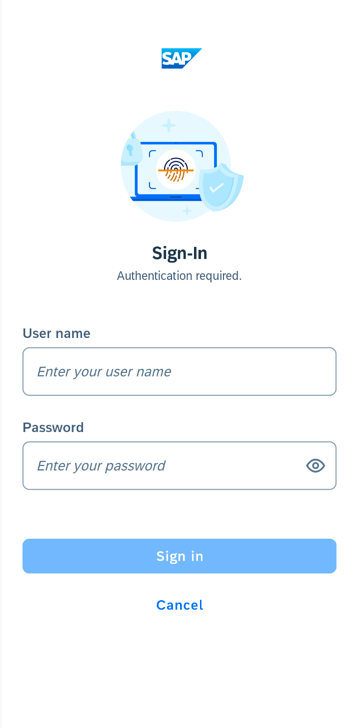 SAP
Sign-In
Authentication required.
User name
Enter your user name
Password
Enter your password
Sign in
Cancel